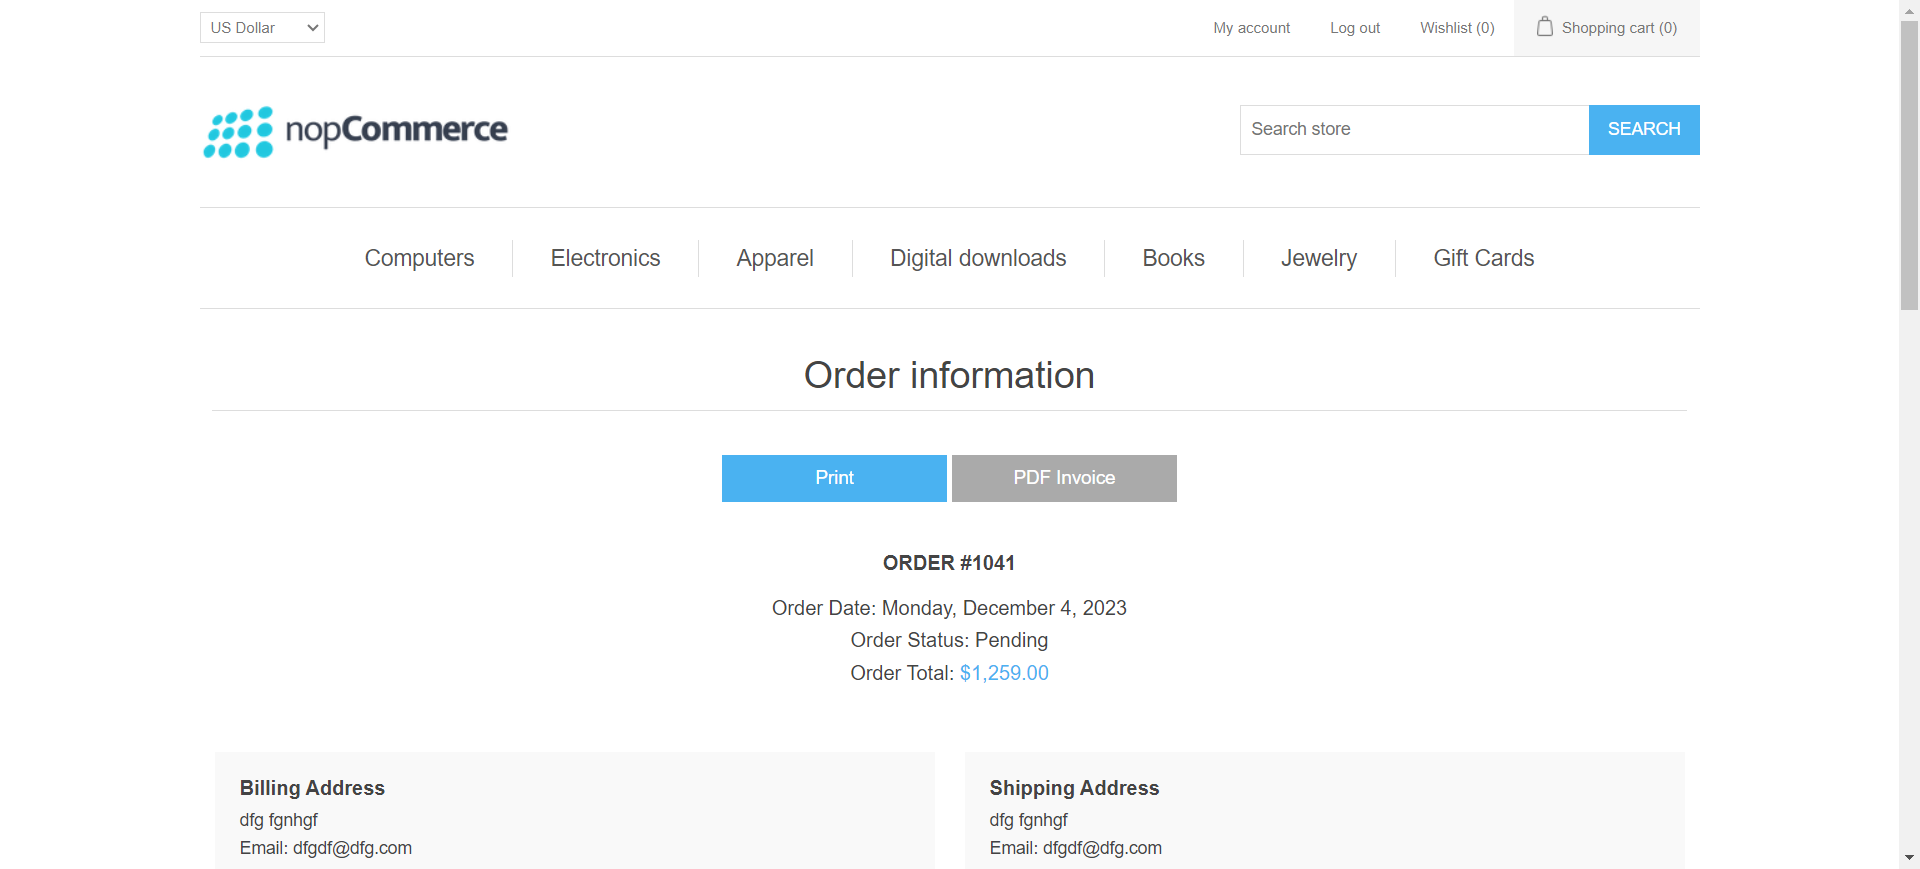 US Dollar
My account
Log out
Wishlist (0)
Shopping cart (0)
nopCommerce
Search store
SEARCH
Computers
Electronics
Apparel
Digital downloads
Books
Jewelry
Gift Cards
Order information
Print
PDF Invoice
ORDER #1041
Order Date: Monday, December 4, 2023
Order Status: Pending
Order Total: $1,259.00
Billing Address
dfg fgnhgf
Email: dfgdf@dfg.com
Shipping Address
dfg fgnhgf
Email: dfgdf@dfg.com